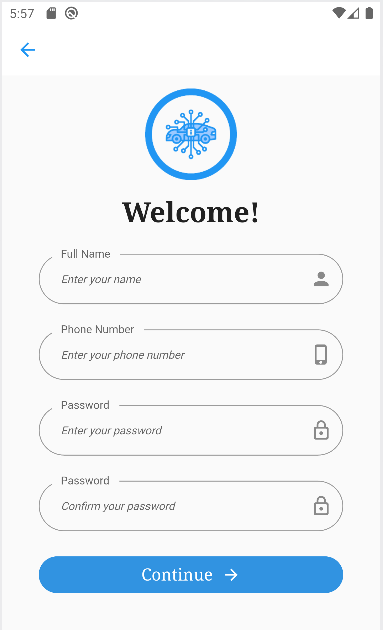 5:57
Welcome!
Full Name
Enter your name
Phone Number
Enter your phone number
Password
Enter your password
Password
Confirm your password
Continue